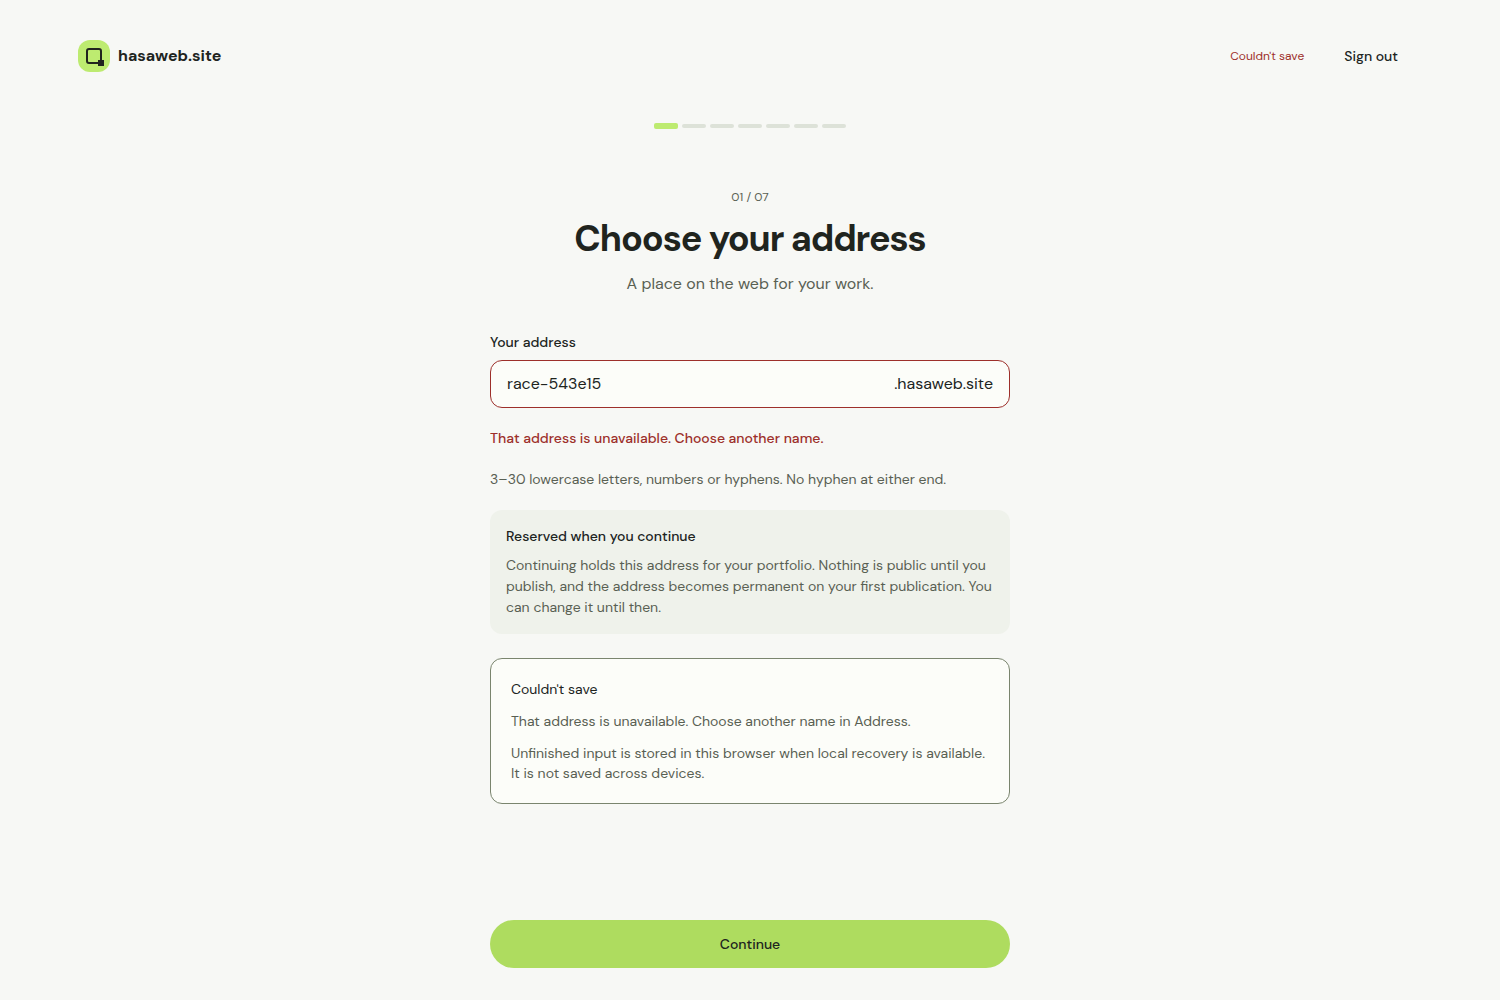 hasaweb.site
Couldn't save
Sign out
01 / 07
Choose your address
A place on the web for your work.
Your address
race-543e15
.hasaweb.site
That address is unavailable. Choose another name.
3–30 lowercase letters, numbers or hyphens. No hyphen at either end.
Reserved when you continue
Continuing holds this address for your portfolio. Nothing is public until you
publish, and the address becomes permanent on your first publication. You
can change it until then.
Couldn't save
That address is unavailable. Choose another name in Address.
Unfinished input is stored in this browser when local recovery is available.
It is not saved across devices.
Continue